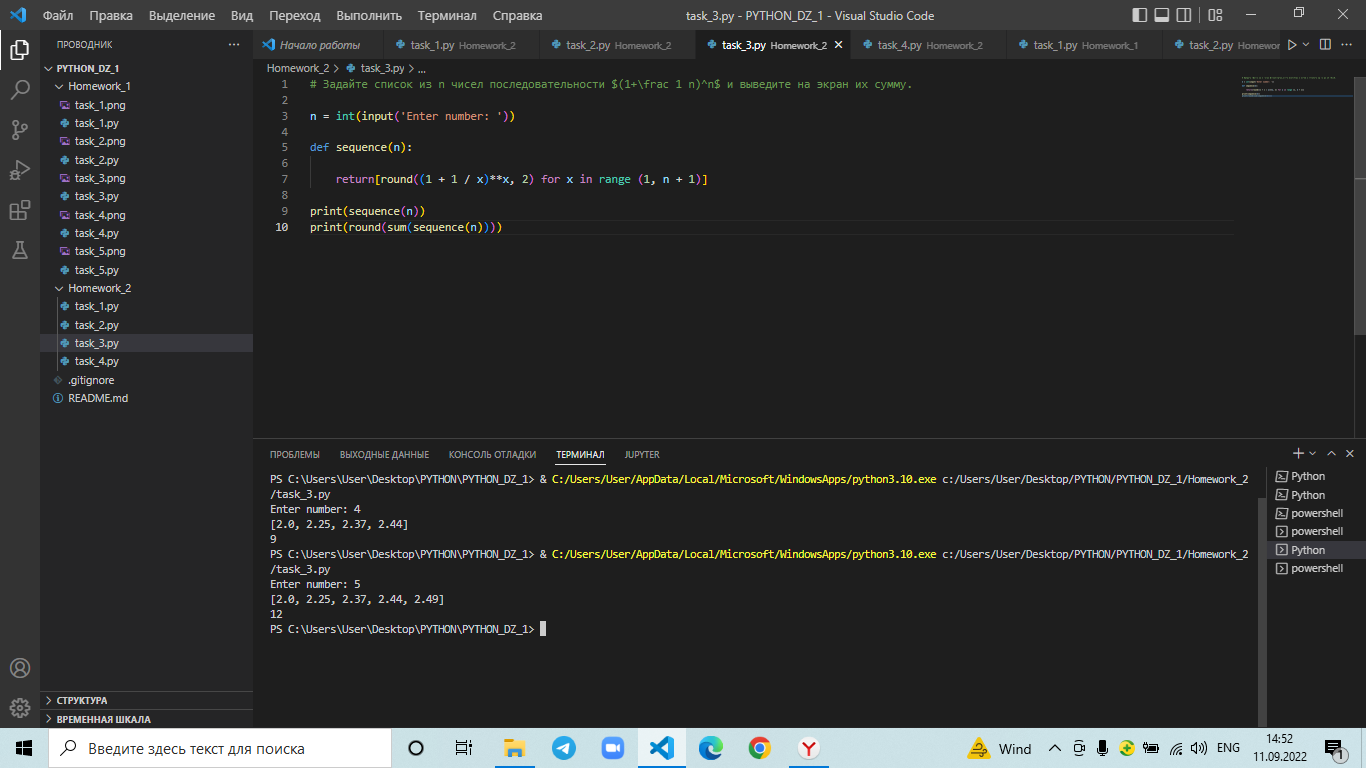 Файл Правка Выделение Вид Переход Выполнить Терминал Справка task_3.py - PYTHON_DZ_1 - Visual Studio Code
ПРОВОДНИК ...
PYTHON_DZ_1
Homework_1
task_1.png
task_1.py
task_2.png
task_2.py
task_3.png
task_3.py
task_4.png
task_4.py
task_5.png
task_5.py
Homework_2
task_1.py
task_2.py
task_3.py
task_4.py
.gitignore
README.md
СТРУКТУРА
ВРЕМЕННАЯ ШКАЛА
Начало работы task_1.py Homework_2 task_2.py Homework_2 task_3.py Homework_2 task_4.py Homework_2 task_1.py Homework_1 task_2.py Homewor
Homework_2 > task_3.py > ...
1 # Задайте список из n чисел последовательности $(1+\frac 1 n)^n$ и выведите на экран их сумму.
2
3 n = int(input('Enter number: '))
4
5 def sequence(n):
6
7 return[round((1 + 1 / x)**x, 2) for x in range (1, n + 1)]
8
9 print(sequence(n))
10 print(round(sum(sequence(n))))
ПРОБЛЕМЫ ВЫХОДНЫЕ ДАННЫЕ КОНСОЛЬ ОТЛАДКИ ТЕРМИНАЛ JUPYTER
PS C:\Users\User\Desktop\PYTHON\PYTHON_DZ_1> & C:/Users/User/AppData/Local/Microsoft/WindowsApps/python3.10.exe c:/Users/User/Desktop/PYTHON/PYTHON_DZ_1/Homework_2
/task_3.py
Enter number: 4
[2.0, 2.25, 2.37, 2.44]
9
PS C:\Users\User\Desktop\PYTHON\PYTHON_DZ_1> & C:/Users/User/AppData/Local/Microsoft/WindowsApps/python3.10.exe c:/Users/User/Desktop/PYTHON/PYTHON_DZ_1/Homework_2
/task_3.py
Enter number: 5
[2.0, 2.25, 2.37, 2.44, 2.49]
12
PS C:\Users\User\Desktop\PYTHON\PYTHON_DZ_1>
Python
Python
powershell
powershell
Python
powershell
Введите здесь текст для поиска
Wind
ENG
14:52
11.09.2022
1